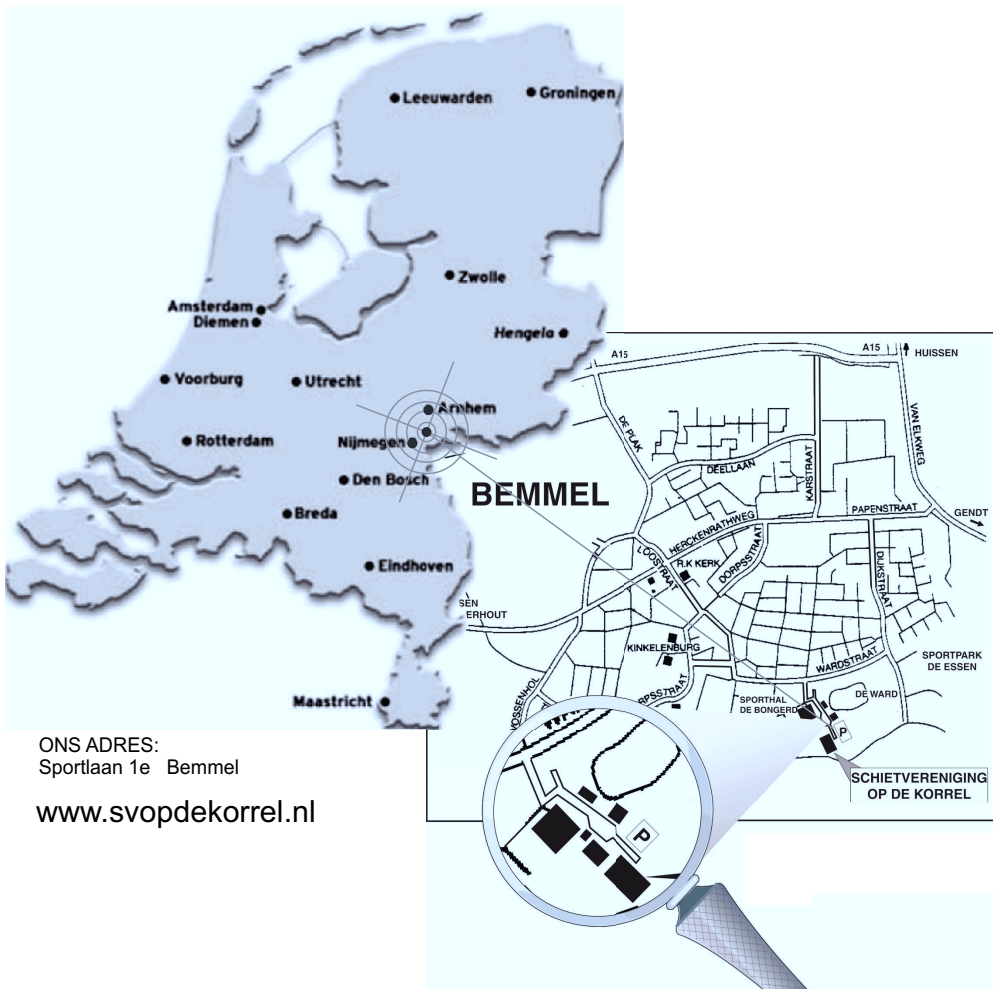 Leeuwarden
Groningen
Zwolle
Amsterdam
Diemen
Hengelo
Voorburg
Utrecht
Arnhem
Rotterdam
Nijmegen
Den Bosch
Breda
Eindhoven
Maastricht
BEMMEL
A15
A15
HUISSEN
DE PLAK
VAN ELKWEG
DEELLAAN
KARSTRAAT
PAPENSTRAAT
GENDT
HERCKENRATHWEG
LOOSTRAAT
R.K KERK
DORPSSTRAAT
DIJKSTRAAT
SEN
ERHOUT
KINKELENBURG
WARDSTRAAT
SPORTPARK
DE ESSEN
VOSSENHOL
RPSSTRAAT
SPORTHAL
DE BONGERD
DE WARD
P
SCHIETVERENIGING
OP DE KORREL
P
ONS ADRES:
Sportlaan 1e Bemmel
www.svopdekorrel.nl